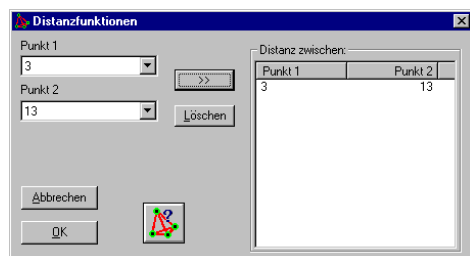 Distanzfunktionen
Punkt 1
3
Punkt 2
13
>>
Löschen
Abbrechen
OK
?
Distanz zwischen:
Punkt 1 Punkt 2
3 13